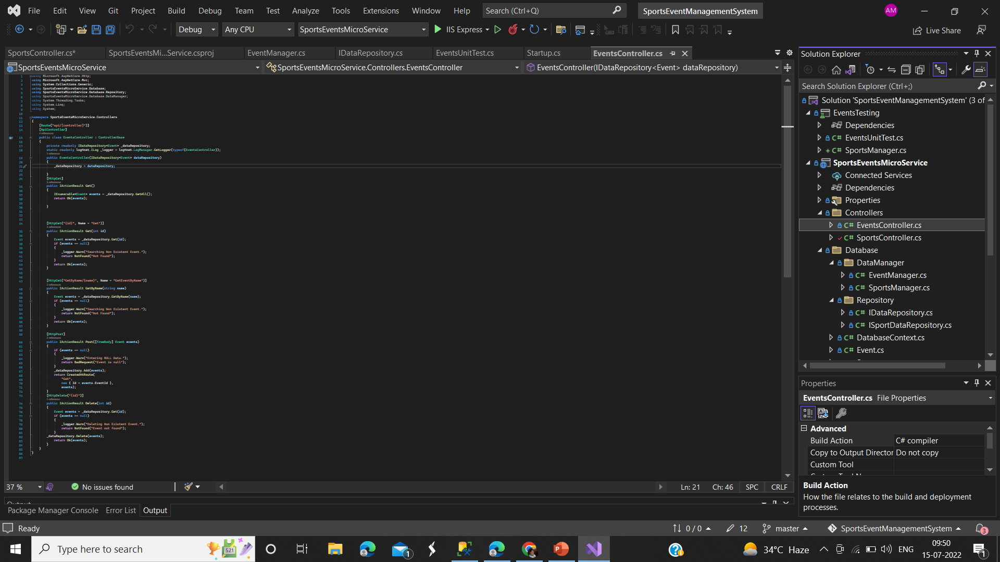 File Edit View Git Project Build Debug Team Test Analyze Tools Extensions Window Help Search (Ctrl+Q) SportsEventManagementSystem AM
Debug Any CPU SportsEventsMicroService IIS Express Live Share
SportsController.cs* SportsEventsMi...Service.csproj EventManager.cs IDataRepository.cs EventsUnitTest.cs Startup.cs EventsController.cs
SportsEventsMicroService SportsEventsMicroService.Controllers.EventsController EventsController(IDataRepository<Event> dataRepository)
using Microsoft.AspNetCore.Http;
using Microsoft.AspNetCore.Mvc;
using System.Collections.Generic;
using SportsEventsMicroService.Database;
using SportsEventsMicroService.Database.Repository;
using SportsEventsMicroService.Database.DataManager;
using System.Threading.Tasks;
using System.Linq;
using System;
namespace SportsEventsMicroService.Controllers
{
[Route("api/[controller]")]
[ApiController]
public class EventsController : ControllerBase
{
private readonly IDataRepository<Event> _dataRepository;
static readonly log4net.ILog _logger = log4net.LogManager.GetLogger(typeof(EventsController));
1 reference
public EventsController(IDataRepository<Event> dataRepository)
{
_dataRepository = dataRepository;
}
[HttpGet]
2 references
public IActionResult Get()
{
IEnumerable<Event> events = _dataRepository.GetAll();
return Ok(events);
}
[HttpGet("{id}", Name = "Get")]
3 references
public IActionResult Get(int id)
{
Event events = _dataRepository.Get(id);
if (events == null)
{
_logger.Warn("Searching Non Existent Event.");
return NotFound("Not Found");
}
return Ok(events);
}
[HttpGet("GetByName/{name}", Name = "GetEventByName")]
2 references
public IActionResult GetByName(string name)
{
Event events = _dataRepository.GetByName(name);
if (events == null)
{
_logger.Warn("Searching Non Existent Event.");
return NotFound("Not Found");
}
return Ok(events);
}
[HttpPost]
2 references
public IActionResult Post([FromBody] Event events)
{
if (events == null)
{
_logger.Warn("Entering NULL Data.");
return BadRequest("Event is null");
}
_dataRepository.Add(events);
return CreatedAtRoute(
"Get",
new { Id = events.EventId },
events);
}
[HttpDelete("{id}")]
1 reference
public IActionResult Delete(int id)
{
Event events = _dataRepository.Get(id);
if (events == null)
{
_logger.Warn("Deleting Non Existent Event.");
return NotFound("Event not found");
}
_dataRepository.Delete(events);
return Ok(events);
}
}
}
37 % No issues found Ln: 21 Ch: 46 SPC CRLF
Output
Package Manager Console Error List Output
Solution Explorer
Search Solution Explorer (Ctrl+;)
Solution 'SportsEventManagementSystem' (3 of
EventsTesting
Dependencies
EventsUnitTest.cs
SportsManager.cs
SportsEventsMicroService
Connected Services
Dependencies
Properties
Controllers
EventsController.cs
SportsController.cs
Database
DataManager
EventManager.cs
SportsManager.cs
Repository
IDataRepository.cs
ISportDataRepository.cs
DatabaseContext.cs
Event.cs
Properties
EventsController.cs File Properties
Advanced
Build Action C# compiler
Copy to Output Director Do not copy
Custom Tool
Build Action
How the file relates to the build and deployment
processes.
Ready 0 / 0 12 master SportsEventManagementSystem 3
Type here to search 521 1 34°C Haze ENG 09:50
15-07-2022 1